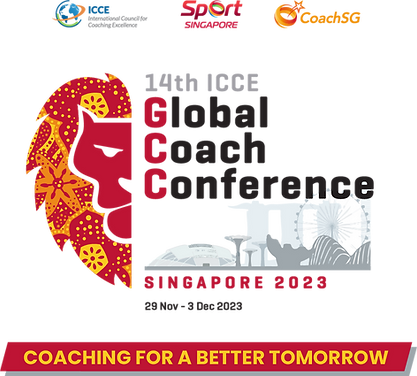 ICCE
International Council for
Coaching Excellence
Sport
SINGAPORE
CoachSG
14th ICCE
Global
Coach
Conference
SINGAPORE 2023
29 Nov - 3 Dec 2023
COACHING FOR A BETTER TOMORROW